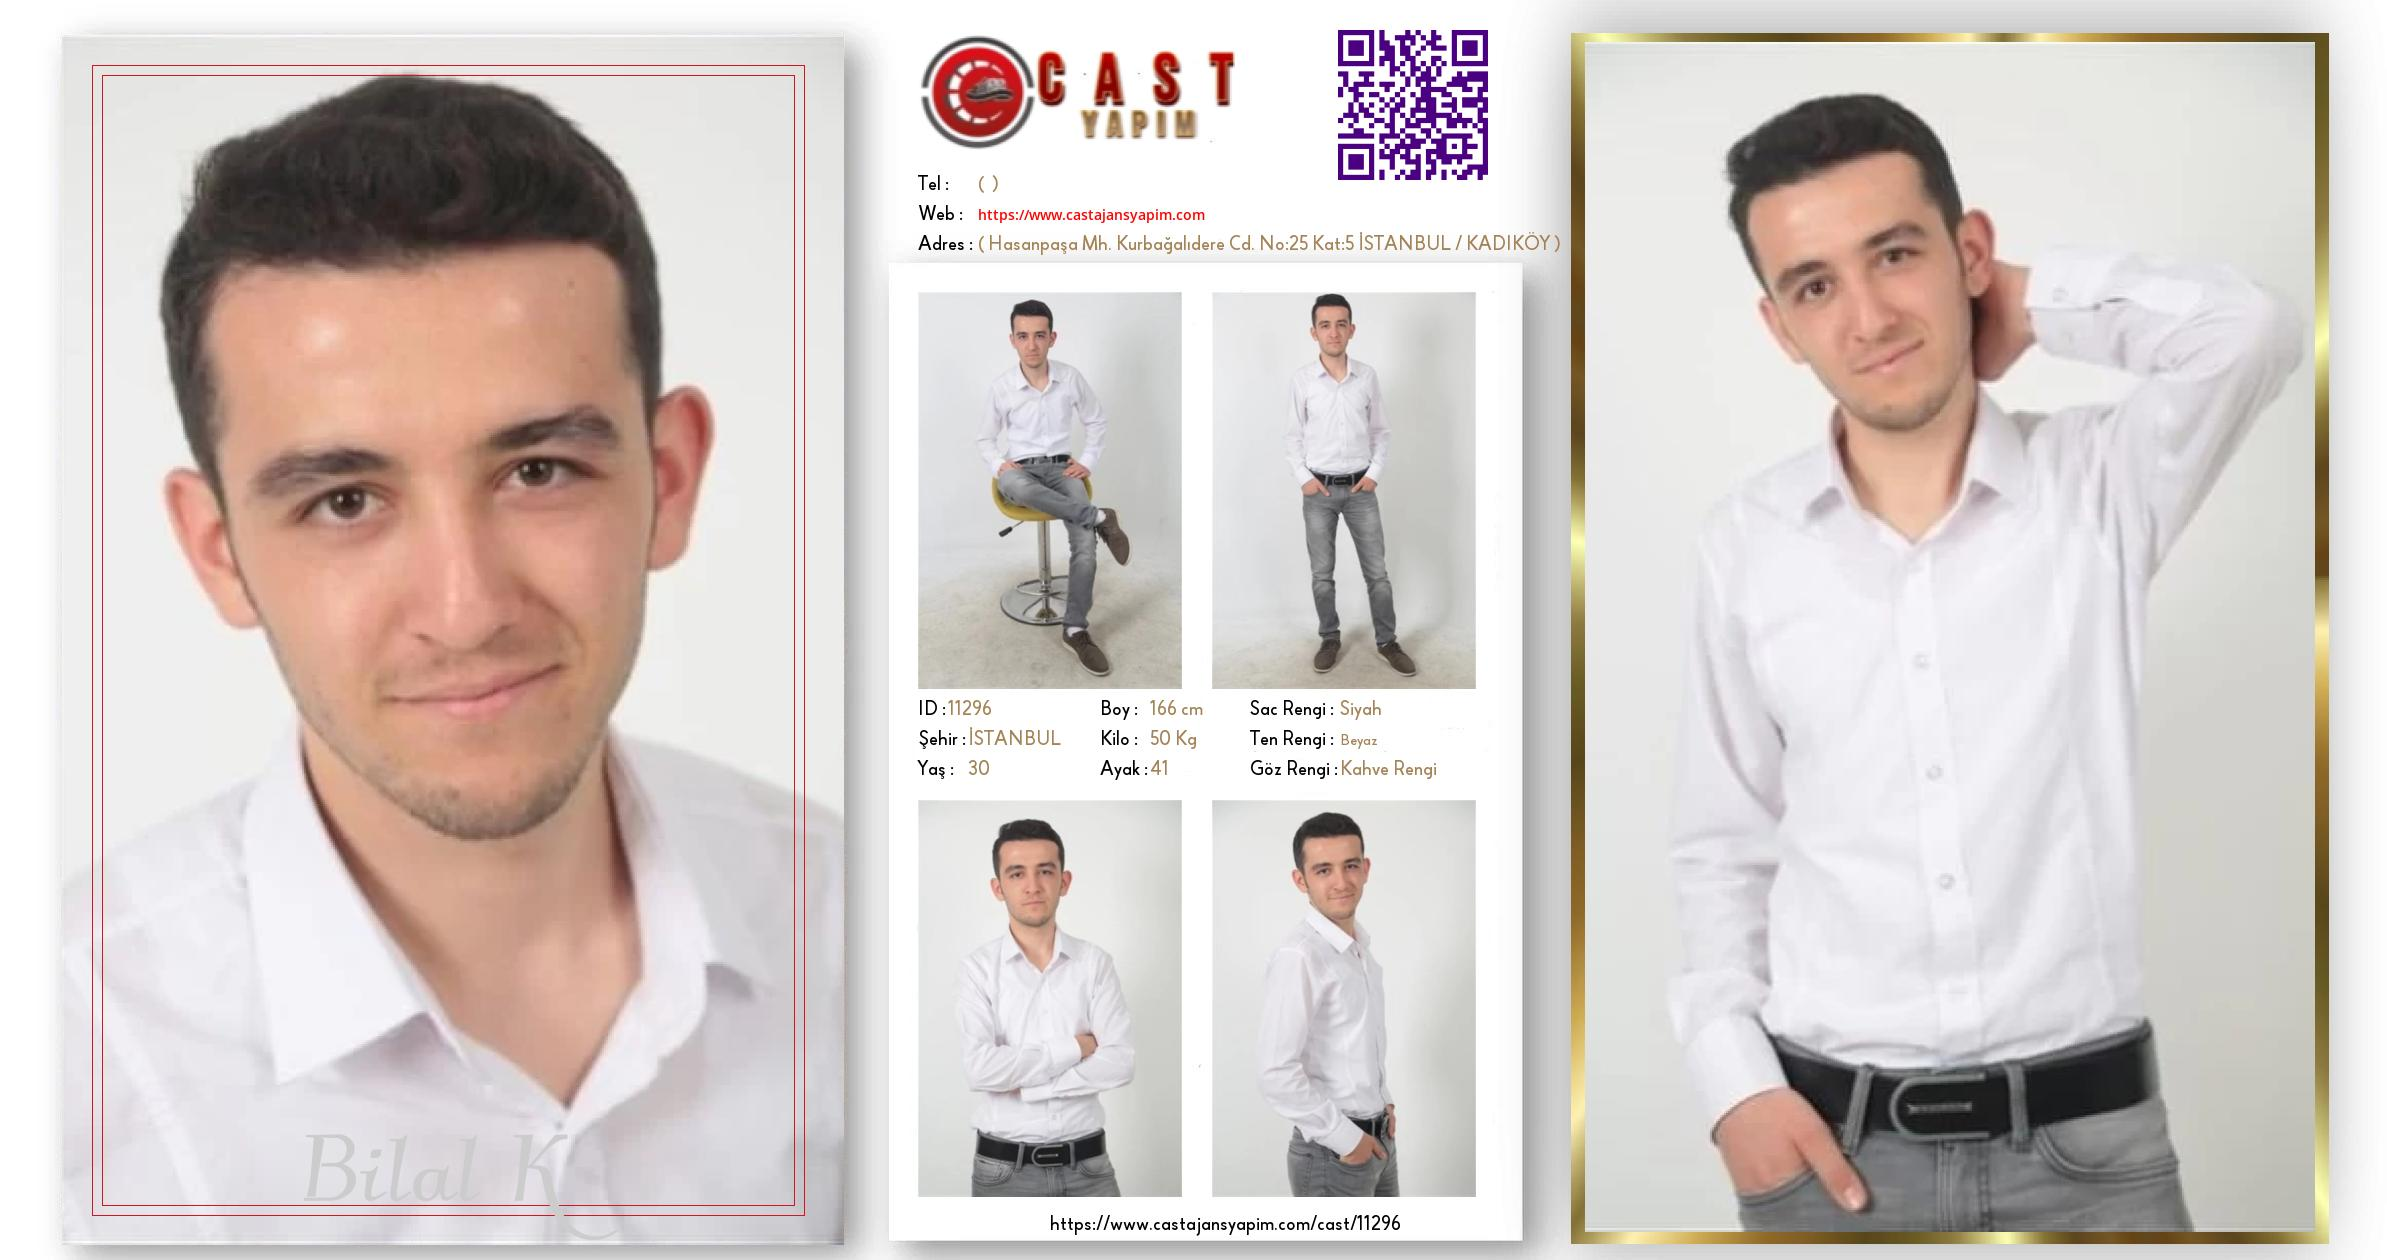 CAST
YAPIM
Tel : ( )
Web : https://www.castajansyapim.com
Adres : ( Hasanpaşa Mh. Kurbağalıdere Cd. No:25 Kat:5 İSTANBUL / KADIKÖY )
ID : 11296 Boy : 166 cm Sac Rengi : Siyah
Şehir : İSTANBUL Kilo : 50 Kg Ten Rengi : Beyaz
Yaş : 30 Ayak : 41 Göz Rengi : Kahve Rengi
Bilal K
https://www.castajansyapim.com/cast/11296